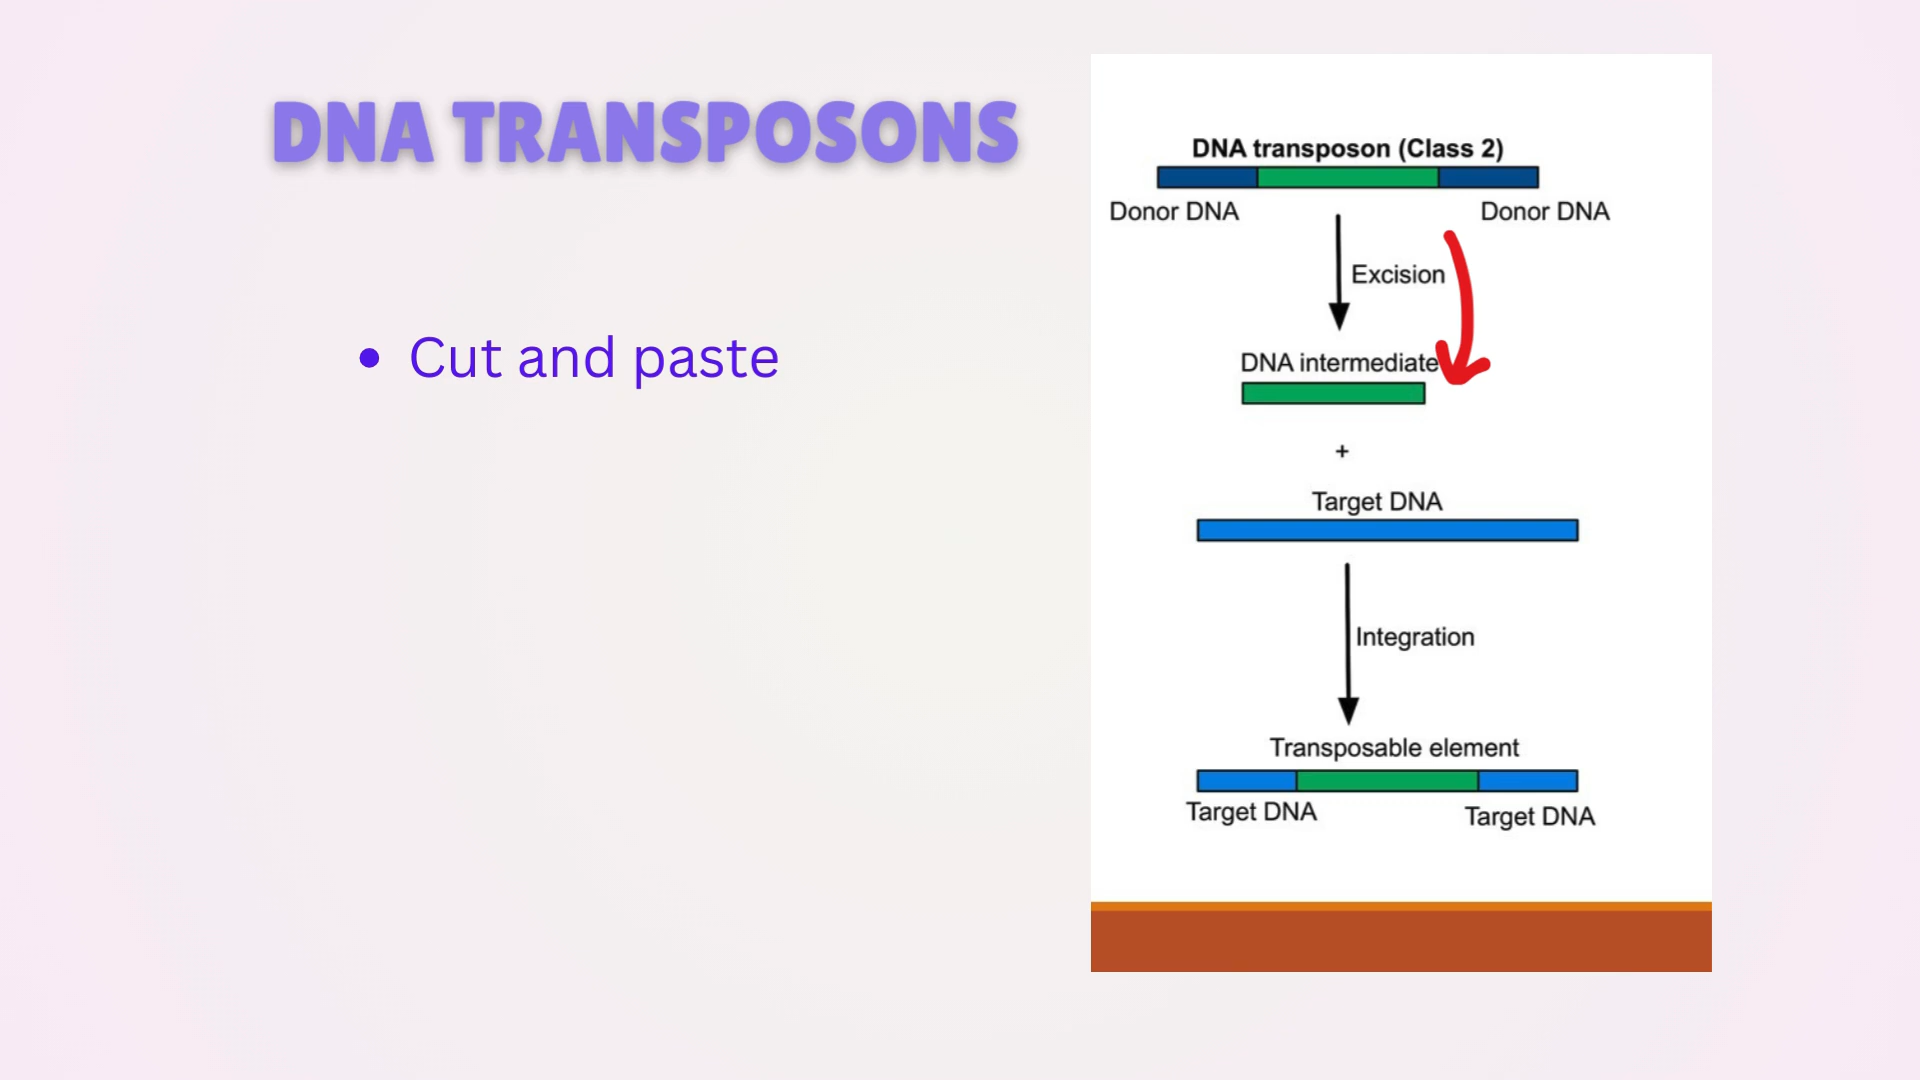 DNA TRANSPOSONS
• Cut and paste
DNA transposon (Class 2)
Donor DNA Donor DNA
Excision
DNA intermediate
+
Target DNA
Integration
Transposable element
Target DNA Target DNA